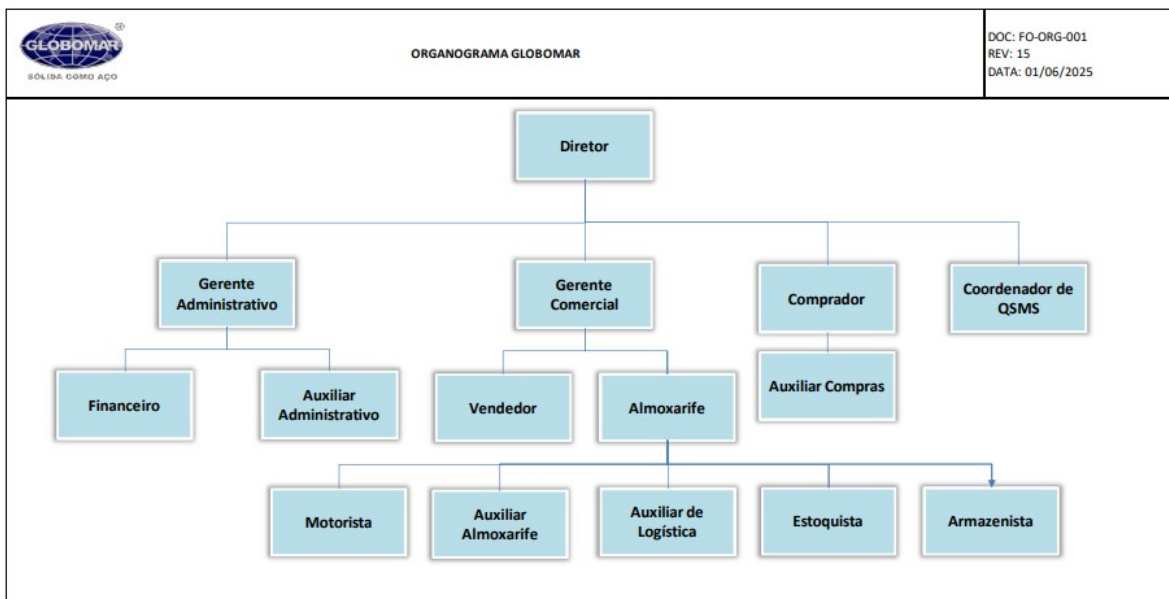 GLOBOMAR
®
SÓLIDA COMO AÇO
ORGANOGRAMA GLOBOMAR
DOC: FO-ORG-001
REV: 15
DATA: 01/06/2025
Diretor
Gerente
Administrativo
Gerente
Comercial
Comprador
Coordenador de
QSMS
Financeiro
Auxiliar
Administrativo
Vendedor
Almoxarife
Auxiliar Compras
Motorista
Auxiliar
Almoxarife
Auxiliar de
Logística
Estoquista
Armazenista